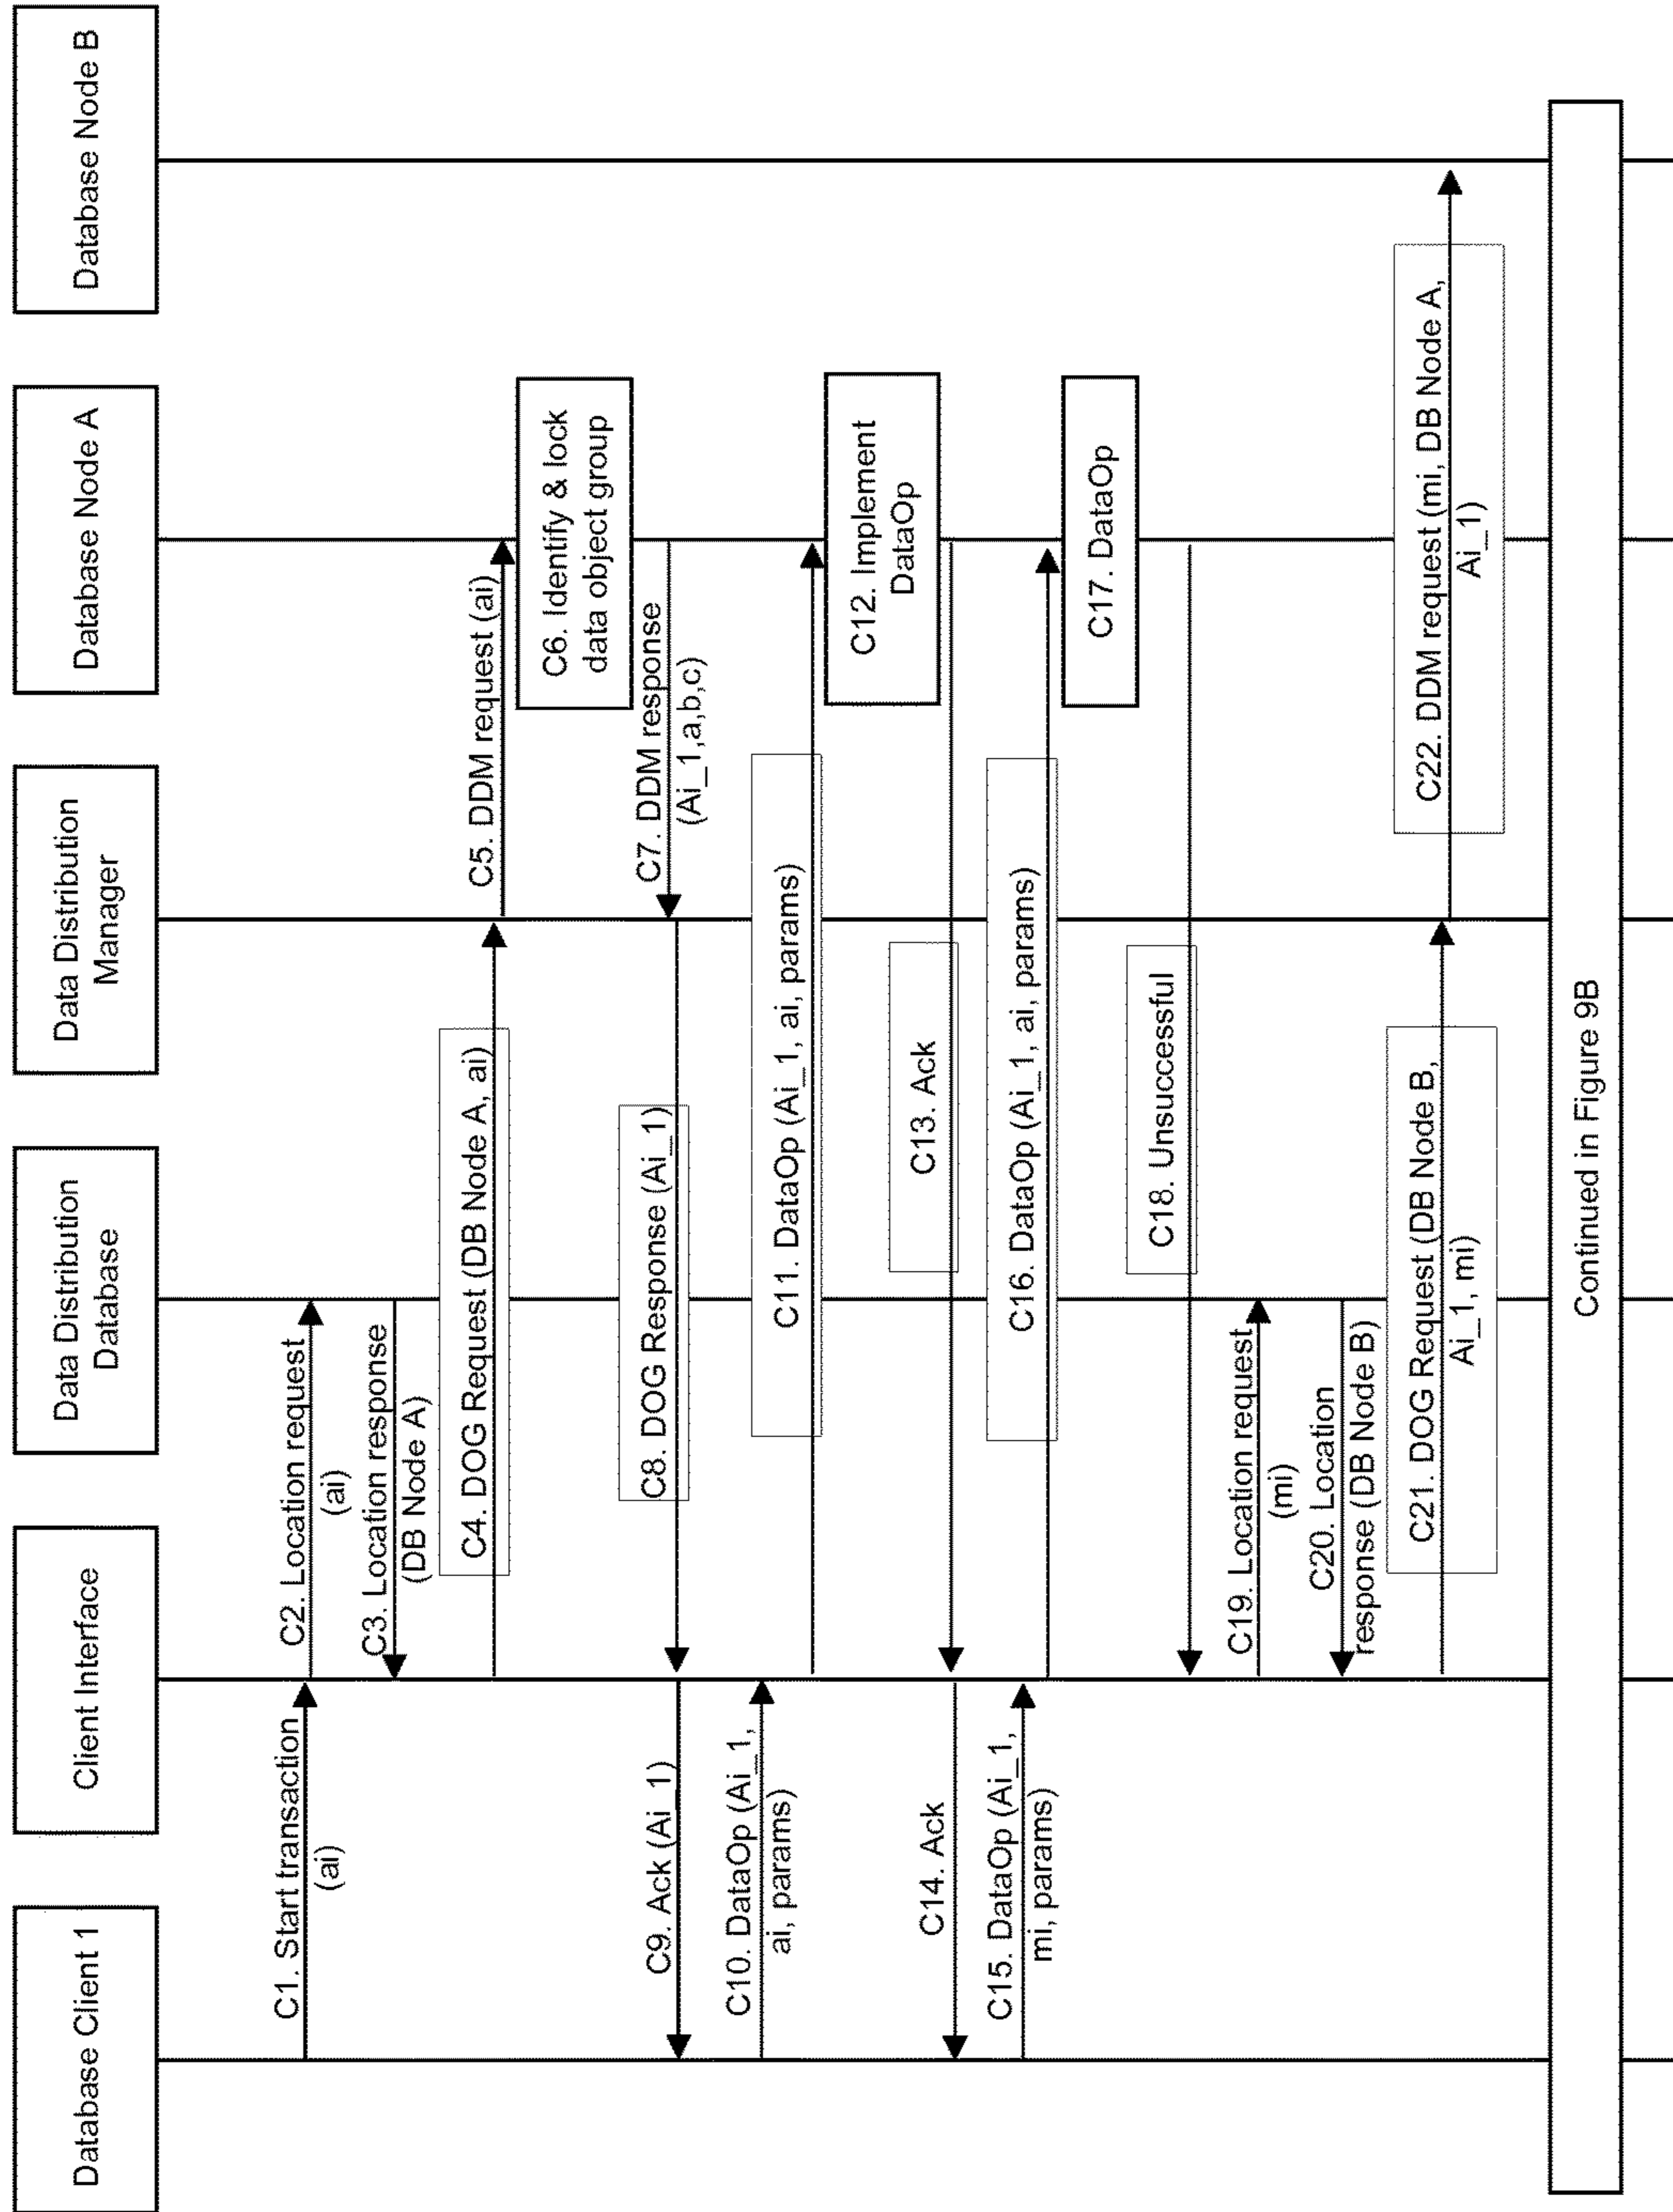 Database Client 1
Client Interface
Data Distribution
Database
Data Distribution
Manager
Database Node A
Database Node B
C1. Start transaction
(ai)
C2. Location request
(ai)
C3. Location response
(DB Node A)
C4. DOG Request (DB Node A, ai)
C5. DDM request (ai)
C6. Identify & lock
data object group
C7. DDM response
(Ai_1,a,b,c)
C8. DOG Response (Ai_1)
C9. Ack (Ai_1)
C10. DataOp (Ai_1,
ai, params)
C11. DataOp (Ai_1, ai, params)
C12. Implement
DataOp
C13. Ack
C14. Ack
C15. DataOp (Ai_1,
mi, params)
C16. DataOp (Ai_1, ai, params)
C17. DataOp
C18. Unsuccessful
C19. Location request
(mi)
C20. Location
response (DB Node B)
C21. DOG Request (DB Node B,
Ai_1, mi)
C22. DDM request (mi, DB Node A,
Ai_1)
Continued in Figure 9B